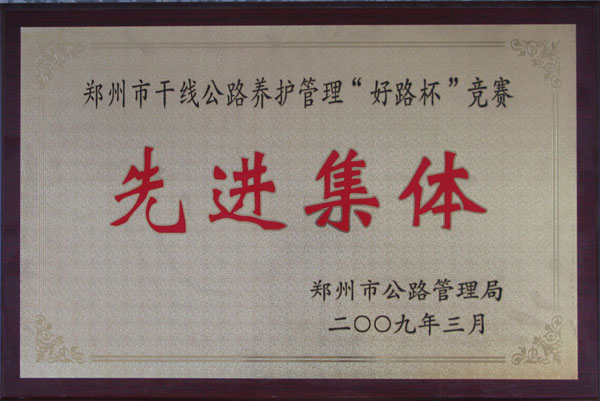 郑州市干线公路养护管理“好路杯”竞赛
先进集体
郑州市公路管理局
二〇〇九年三月